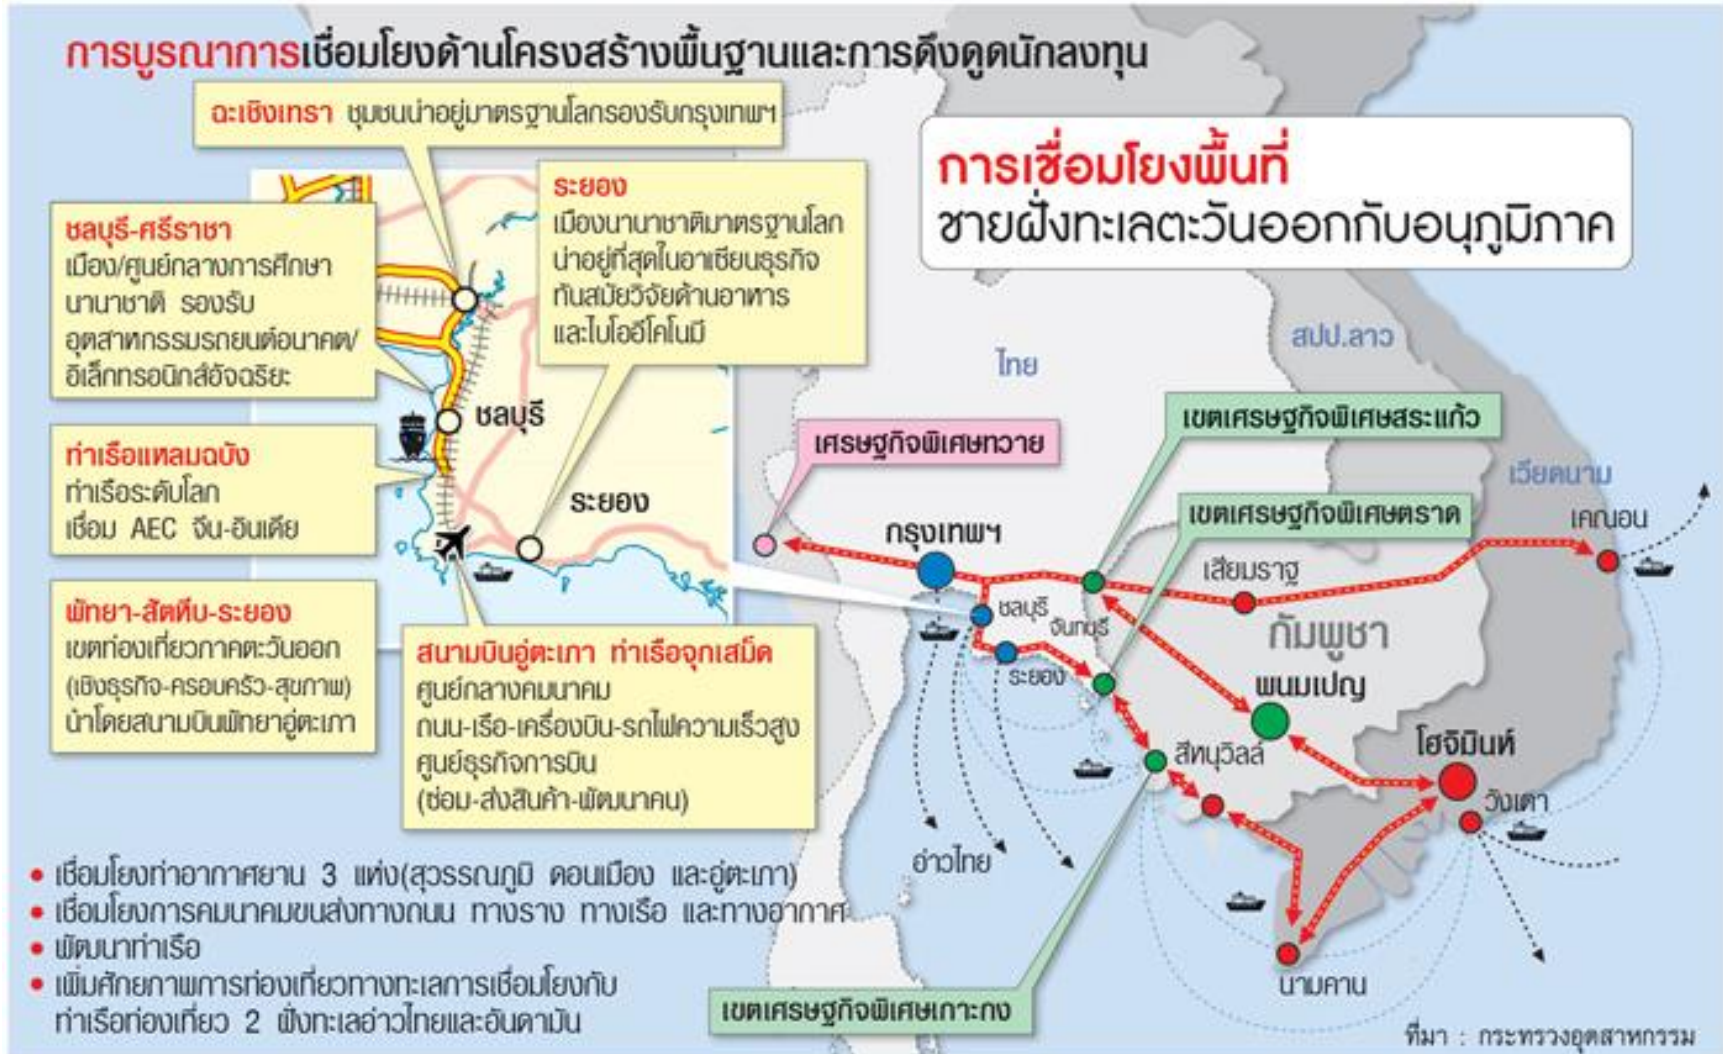 การบูรณาการเชื่อมโยงด้านโครงสร้างพื้นฐานและการดึงดูดนักลงทุน
ฉะเชิงเทรา ชุมชนน่าอยู่มาตรฐานโลกรองรับกรุงเทพฯ
การเชื่อมโยงพื้นที่
ชายฝั่งทะเลตะวันออกกับอนุภูมิภาค
ชลบุรี-ศรีราชา
เมือง/ศูนย์กลางการศึกษา
นานาชาติ รองรับ
อุตสาหกรรมรถยนต์อนาคต/
อิเล็กทรอนิกส์อัจฉริยะ
ระยอง
เมืองนานาชาติมาตรฐานโลก
น่าอยู่ที่สุดในอาเซียนธุรกิจ
ทันสมัยวิจัยด้านอาหาร
และไบโออีโคโนมี
ท่าเรือแหลมฉบัง
ท่าเรือระดับโลก
เชื่อม AEC จีน-อินเดีย
ชลบุรี
ระยอง
พัทยา-สัตหีบ-ระยอง
เขตท่องเที่ยวภาคตะวันออก
(เชิงธุรกิจ-ครอบครัว-สุขภาพ)
นำโดยสนามบินพัทยาอู่ตะเภา
สนามบินอู่ตะเภา ท่าเรือจุกเสม็ด
ศูนย์กลางคมนาคม
ถนน-เรือ-เครื่องบิน-รถไฟความเร็วสูง
ศูนย์ธุรกิจการบิน
(ซ่อม-ส่งสินค้า-พัฒนาคน)
ไทย
สปป.ลาว
เวียดนาม
เศรษฐกิจพิเศษทวาย
เขตเศรษฐกิจพิเศษสระแก้ว
เขตเศรษฐกิจพิเศษตราด
เคณอน
กรุงเทพฯ
เสียมราฐ
ชลบุรี
จันทบุรี
ระยอง
กัมพูชา
พนมเปญ
สีหนุวิลล์
โฮจิมินห์
วังเตา
อ่าวไทย
นามคาน
เขตเศรษฐกิจพิเศษเกาะกง
• เชื่อมโยงท่าอากาศยาน 3 แห่ง(สุวรรณภูมิ ดอนเมือง และอู่ตะเภา)
• เชื่อมโยงการคมนาคมขนส่งทางถนน ทางราง ทางเรือ และทางอากาศ
• พัฒนาท่าเรือ
• เพิ่มศักยภาพการท่องเที่ยวทางทะเลการเชื่อมโยงกับ
ท่าเรือท่องเที่ยว 2 ฝั่งทะเลอ่าวไทยและอันดามัน
ที่มา : กระทรวงอุตสาหกรรม